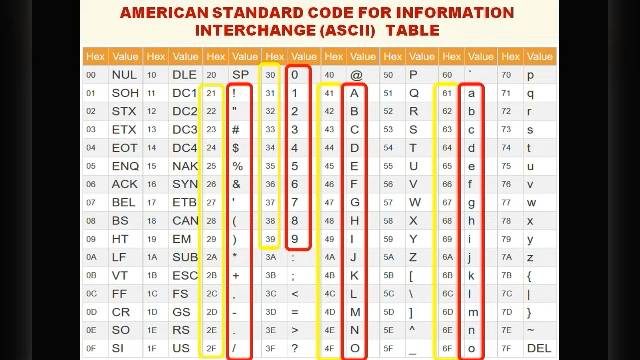 AMERICAN STANDARD CODE FOR INFORMATION
INTERCHANGE (ASCII) TABLE
Hex Value Hex Value Hex Value Hex Value Hex Value Hex Value Hex Value Hex Value
00 NUL 10 DLE 20 SP 30 0 40 @ 50 P 60 ` 70 p
01 SOH 11 DC1 21 ! 31 1 41 A 51 Q 61 a 71 q
02 STX 12 DC2 22 " 32 2 42 B 52 R 62 b 72 r
03 ETX 13 DC3 23 # 33 3 43 C 53 S 63 c 73 s
04 EOT 14 DC4 24 $ 34 4 44 D 54 T 64 d 74 t
05 ENQ 15 NAK 25 % 35 5 45 E 55 U 65 e 75 u
06 ACK 16 SYN 26 & 36 6 46 F 56 V 66 f 76 v
07 BEL 17 ETB 27 ' 37 7 47 G 57 W 67 g 77 w
08 BS 18 CAN 28 ( 38 8 48 H 58 X 68 h 78 x
09 HT 19 EM 29 ) 39 9 49 I 59 Y 69 i 79 y
0A LF 1A SUB 2A * 3A : 4A J 5A Z 6A j 7A z
0B VT 1B ESC 2B + 3B ; 4B K 5B [ 6B k 7B {
0C FF 1C FS 2C , 3C < 4C L 5C \ 6C l 7C |
0D CR 1D GS 2D - 3D = 4D M 5D ] 6D m 7D }
0E SO 1E RS 2E . 3E > 4E N 5E ^ 6E n 7E ~
0F SI 1F US 2F / 3F ? 4F O 5F _ 6F o 7F DEL